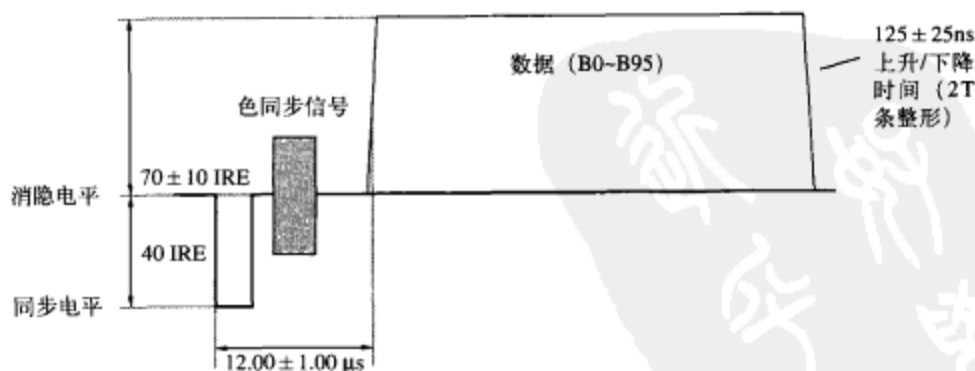 125±25ns
上升/下降
时间（2T
条整形）
数据（B0~B95）
色同步信号
70±10 IRE
消隐电平
40 IRE
同步电平
12.00±1.00 μs